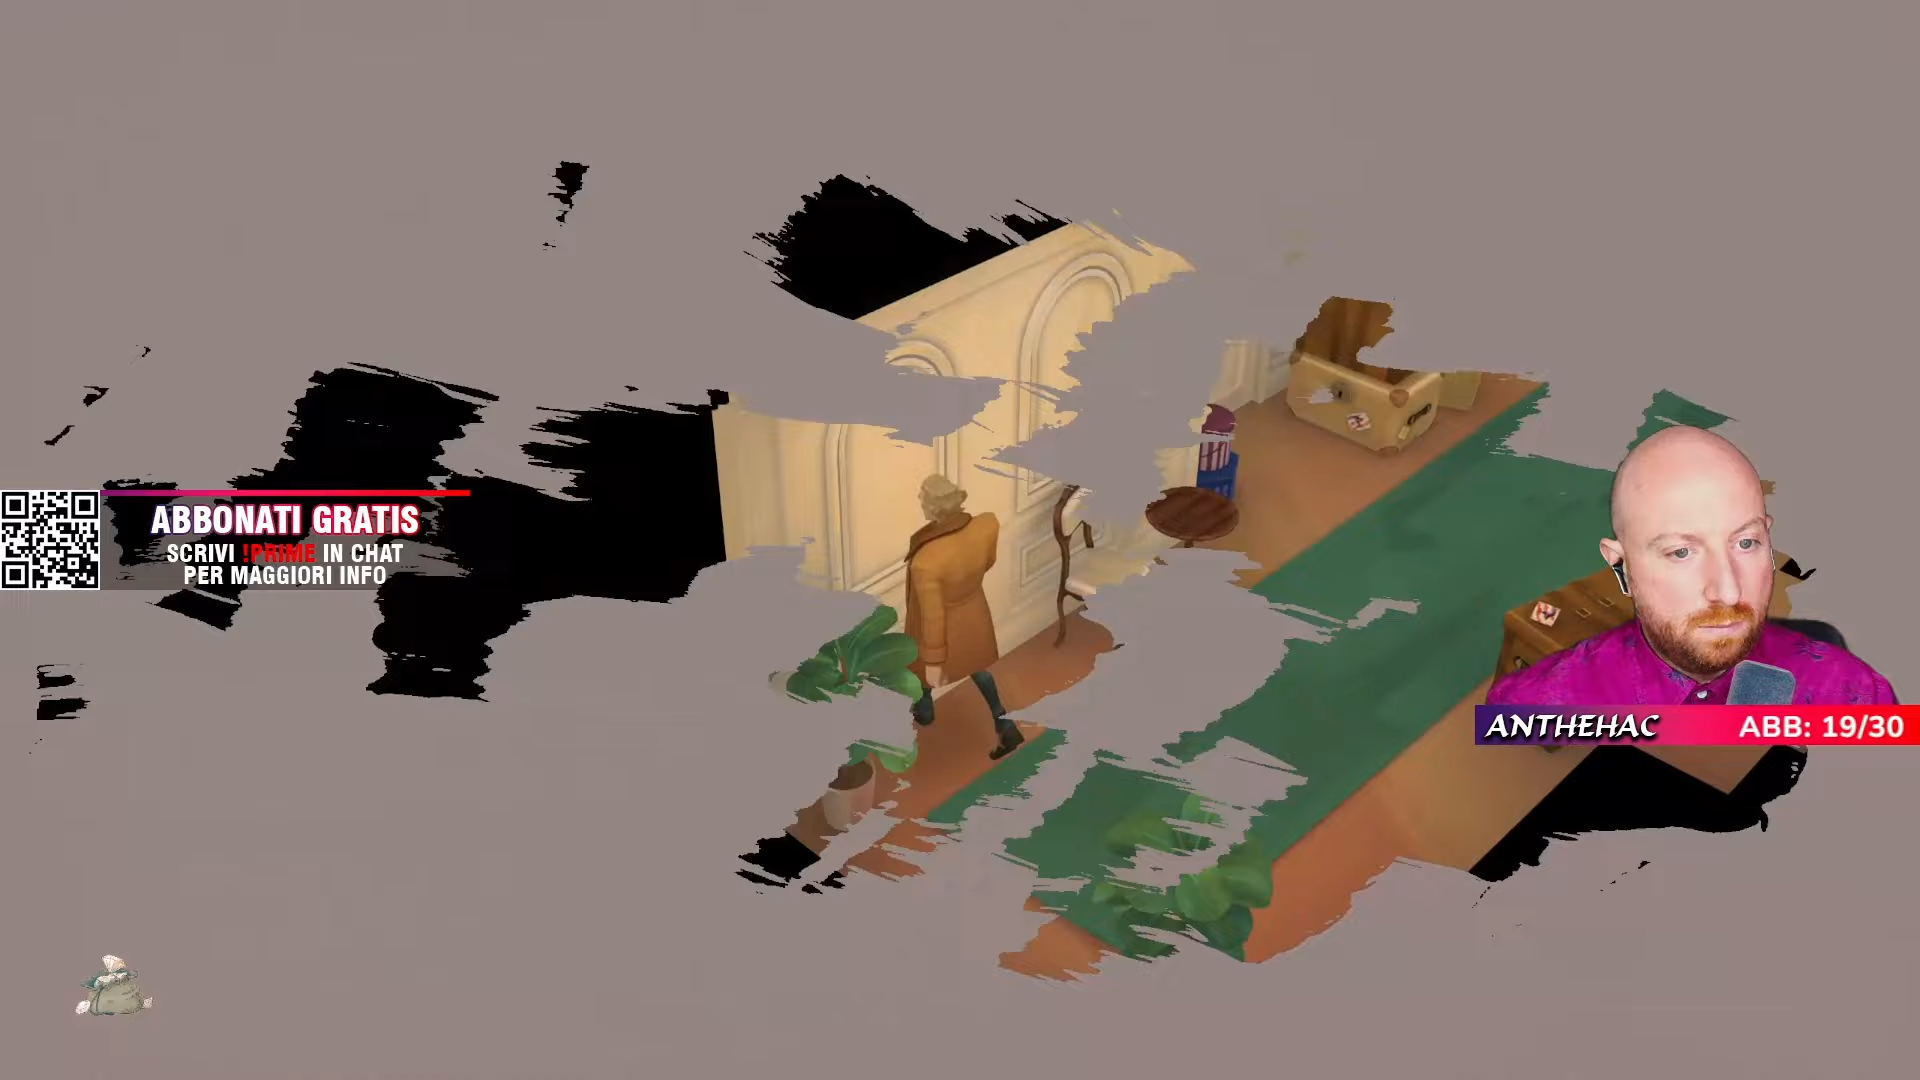 ABBONATI GRATIS
SCRIVI !PRIME IN CHAT
PER MAGGIORI INFO
ANTHEHAC
ABB: 19/30